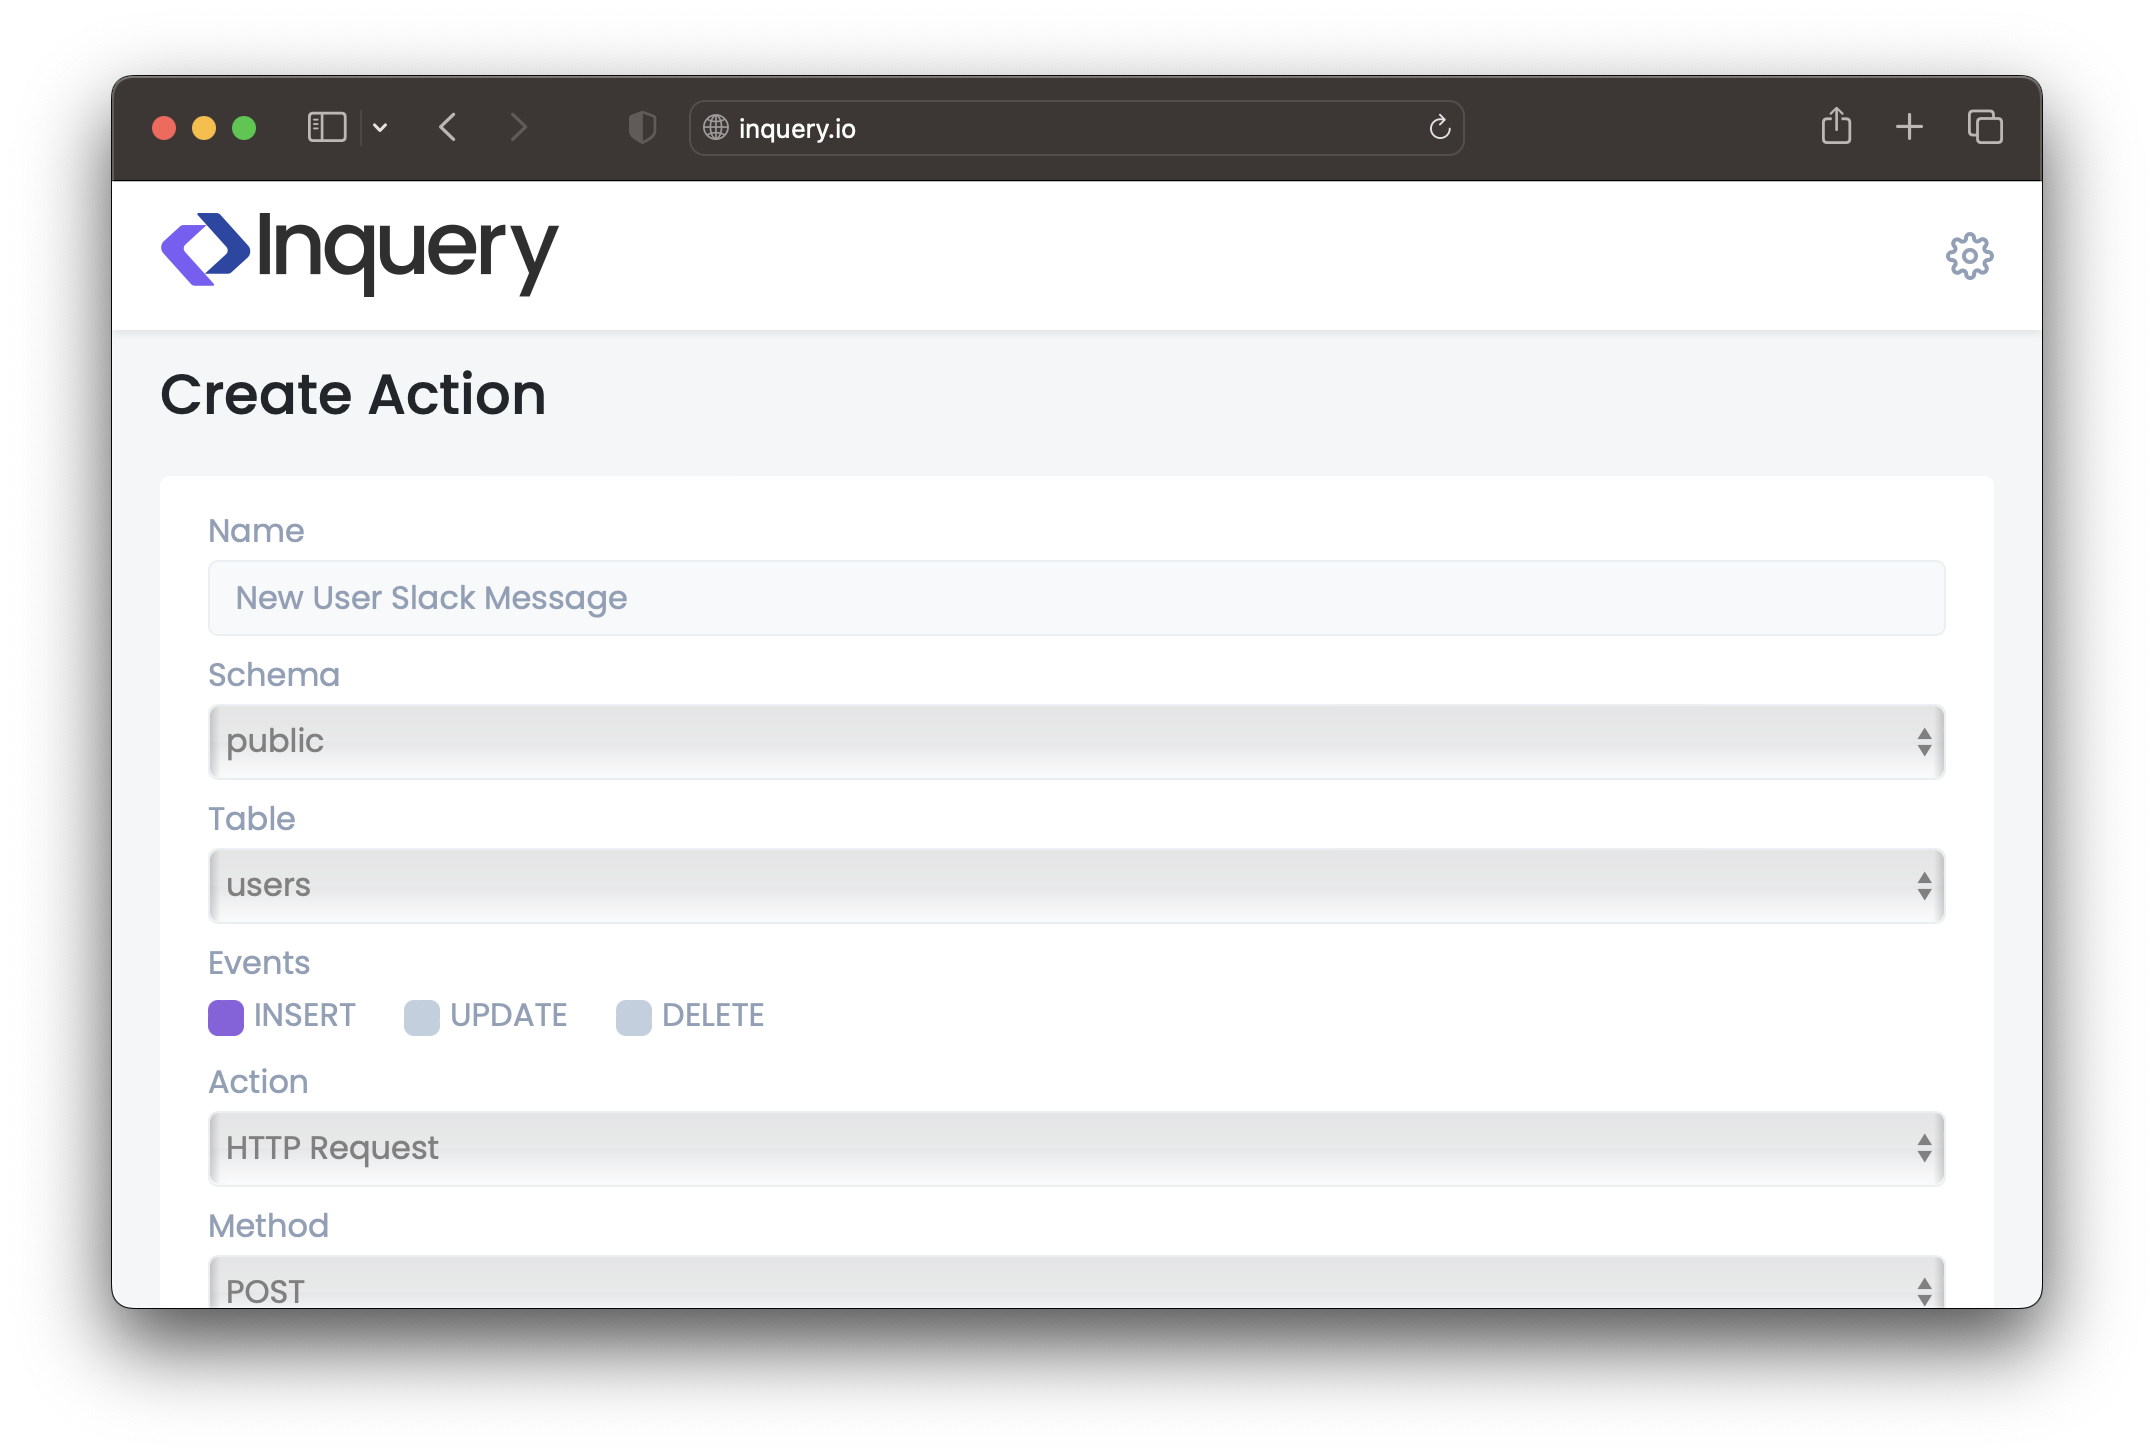 inquery.io
Inquery
Create Action
Name
New User Slack Message
Schema
public
Table
users
Events
INSERT UPDATE DELETE
Action
HTTP Request
Method
POST